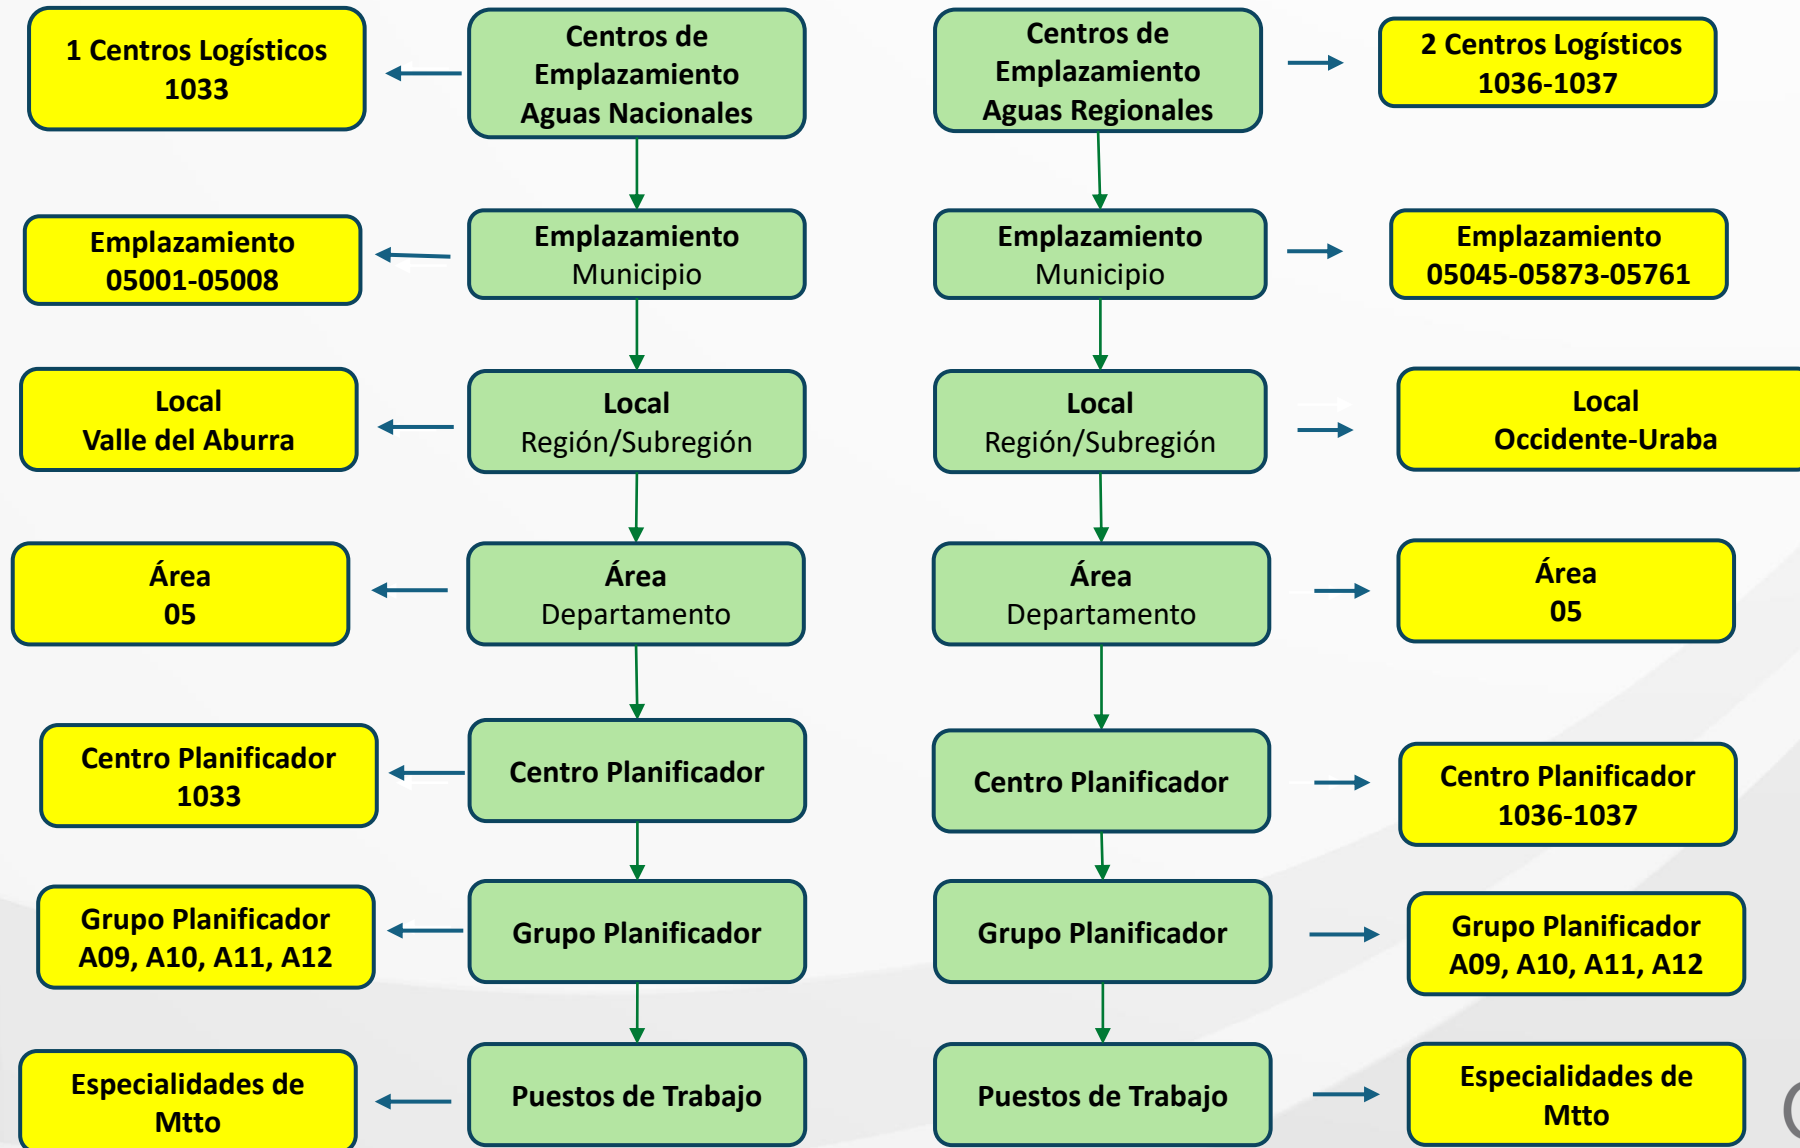 1 Centros Logísticos
1033
Centros de
Emplazamiento
Aguas Nacionales
Centros de
Emplazamiento
Aguas Regionales
2 Centros Logísticos
1036-1037
Emplazamiento
05001-05008
Emplazamiento
Municipio
Emplazamiento
Municipio
Emplazamiento
05045-05873-05761
Local
Valle del Aburra
Local
Región/Subregión
Local
Región/Subregión
Local
Occidente-Uraba
Área
05
Área
Departamento
Área
Departamento
Área
05
Centro Planificador
1033
Centro Planificador
Centro Planificador
Centro Planificador
1036-1037
Grupo Planificador
A09, A10, A11, A12
Grupo Planificador
Grupo Planificador
Grupo Planificador
A09, A10, A11, A12
Especialidades de
Mtto
Puestos de Trabajo
Puestos de Trabajo
Especialidades de
Mtto